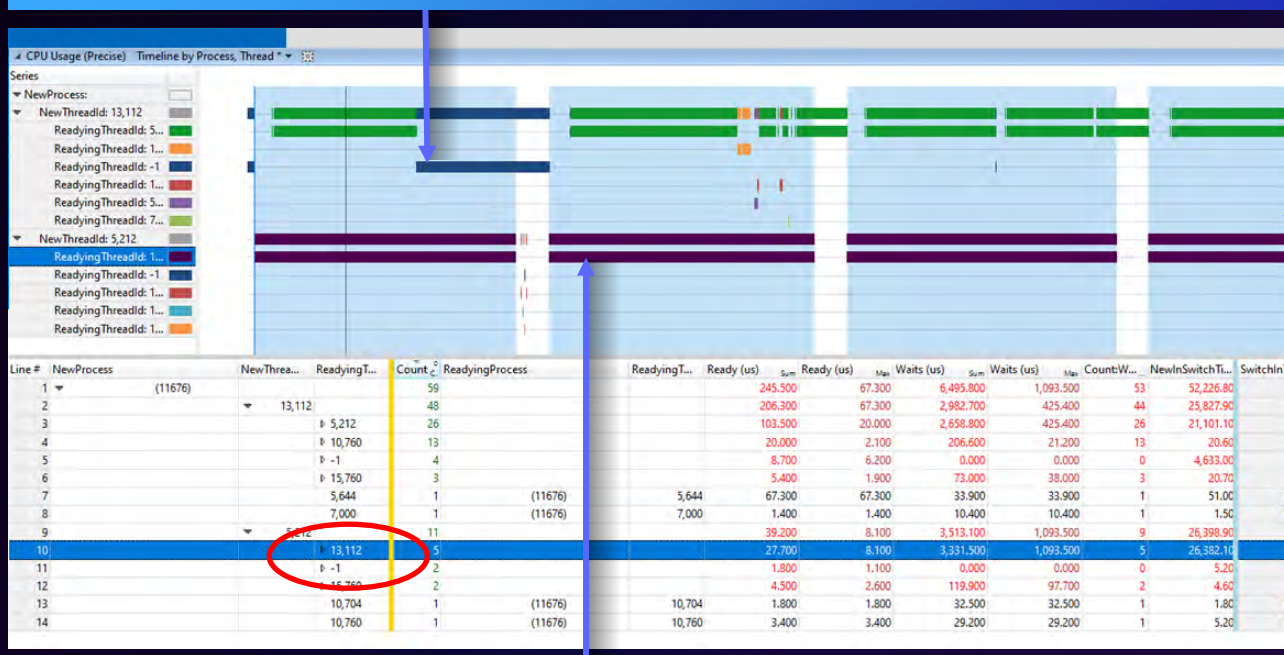 CPU Usage (Precise) Timeline by Process, Thread *
Series
NewProcess:
NewThreadId: 13,112
ReadyingThreadId: 5...
ReadyingThreadId: 1...
ReadyingThreadId: -1
ReadyingThreadId: 1...
ReadyingThreadId: 5...
ReadyingThreadId: 7...
NewThreadId: 5,212
ReadyingThreadId: 1...
ReadyingThreadId: -1
ReadyingThreadId: 1...
ReadyingThreadId: 1...
ReadyingThreadId: 1...
Line # NewProcess NewThrea... ReadyingT... Count ReadyingProcess ReadyingT... Ready (us) Sum Ready (us) Max Waits (us) Sum Waits (us) Max Count:W... NewInSwitchTi... SwitchIn
1 (11676) 59 245.500 67.300 6,495.800 1,093.500 53 52,226.80
2 13,112 48 206.300 67.300 2,982.700 425.400 44 25,827.90
3 5,212 26 103.500 20.000 2,658.800 425.400 26 21,101.10
4 10,760 13 20.000 2.100 206.600 21.200 13 20.60
5 -1 4 8.700 6.200 0.000 0.000 0 4,633.00
6 15,760 3 5.400 1.900 73.000 38.000 3 20.70
7 5,644 1 (11676) 5,644 67.300 67.300 33.900 33.900 1 51.00
8 7,000 1 (11676) 7,000 1.400 1.400 10.400 10.400 1 1.50
9 5,212 11 39.200 8.100 3,513.100 1,093.500 9 26,398.90
10 13,112 5 27.700 8.100 3,331.500 1,093.500 5 26,382.10
11 -1 2 1.800 1.100 0.000 0.000 0 5.20
12 15,760 2 4.500 2.600 119.900 97.700 2 4.60
13 10,704 1 (11676) 10,704 1.800 1.800 32.500 32.500 1 1.80
14 10,760 1 (11676) 10,760 3.400 3.400 29.200 29.200 1 5.20